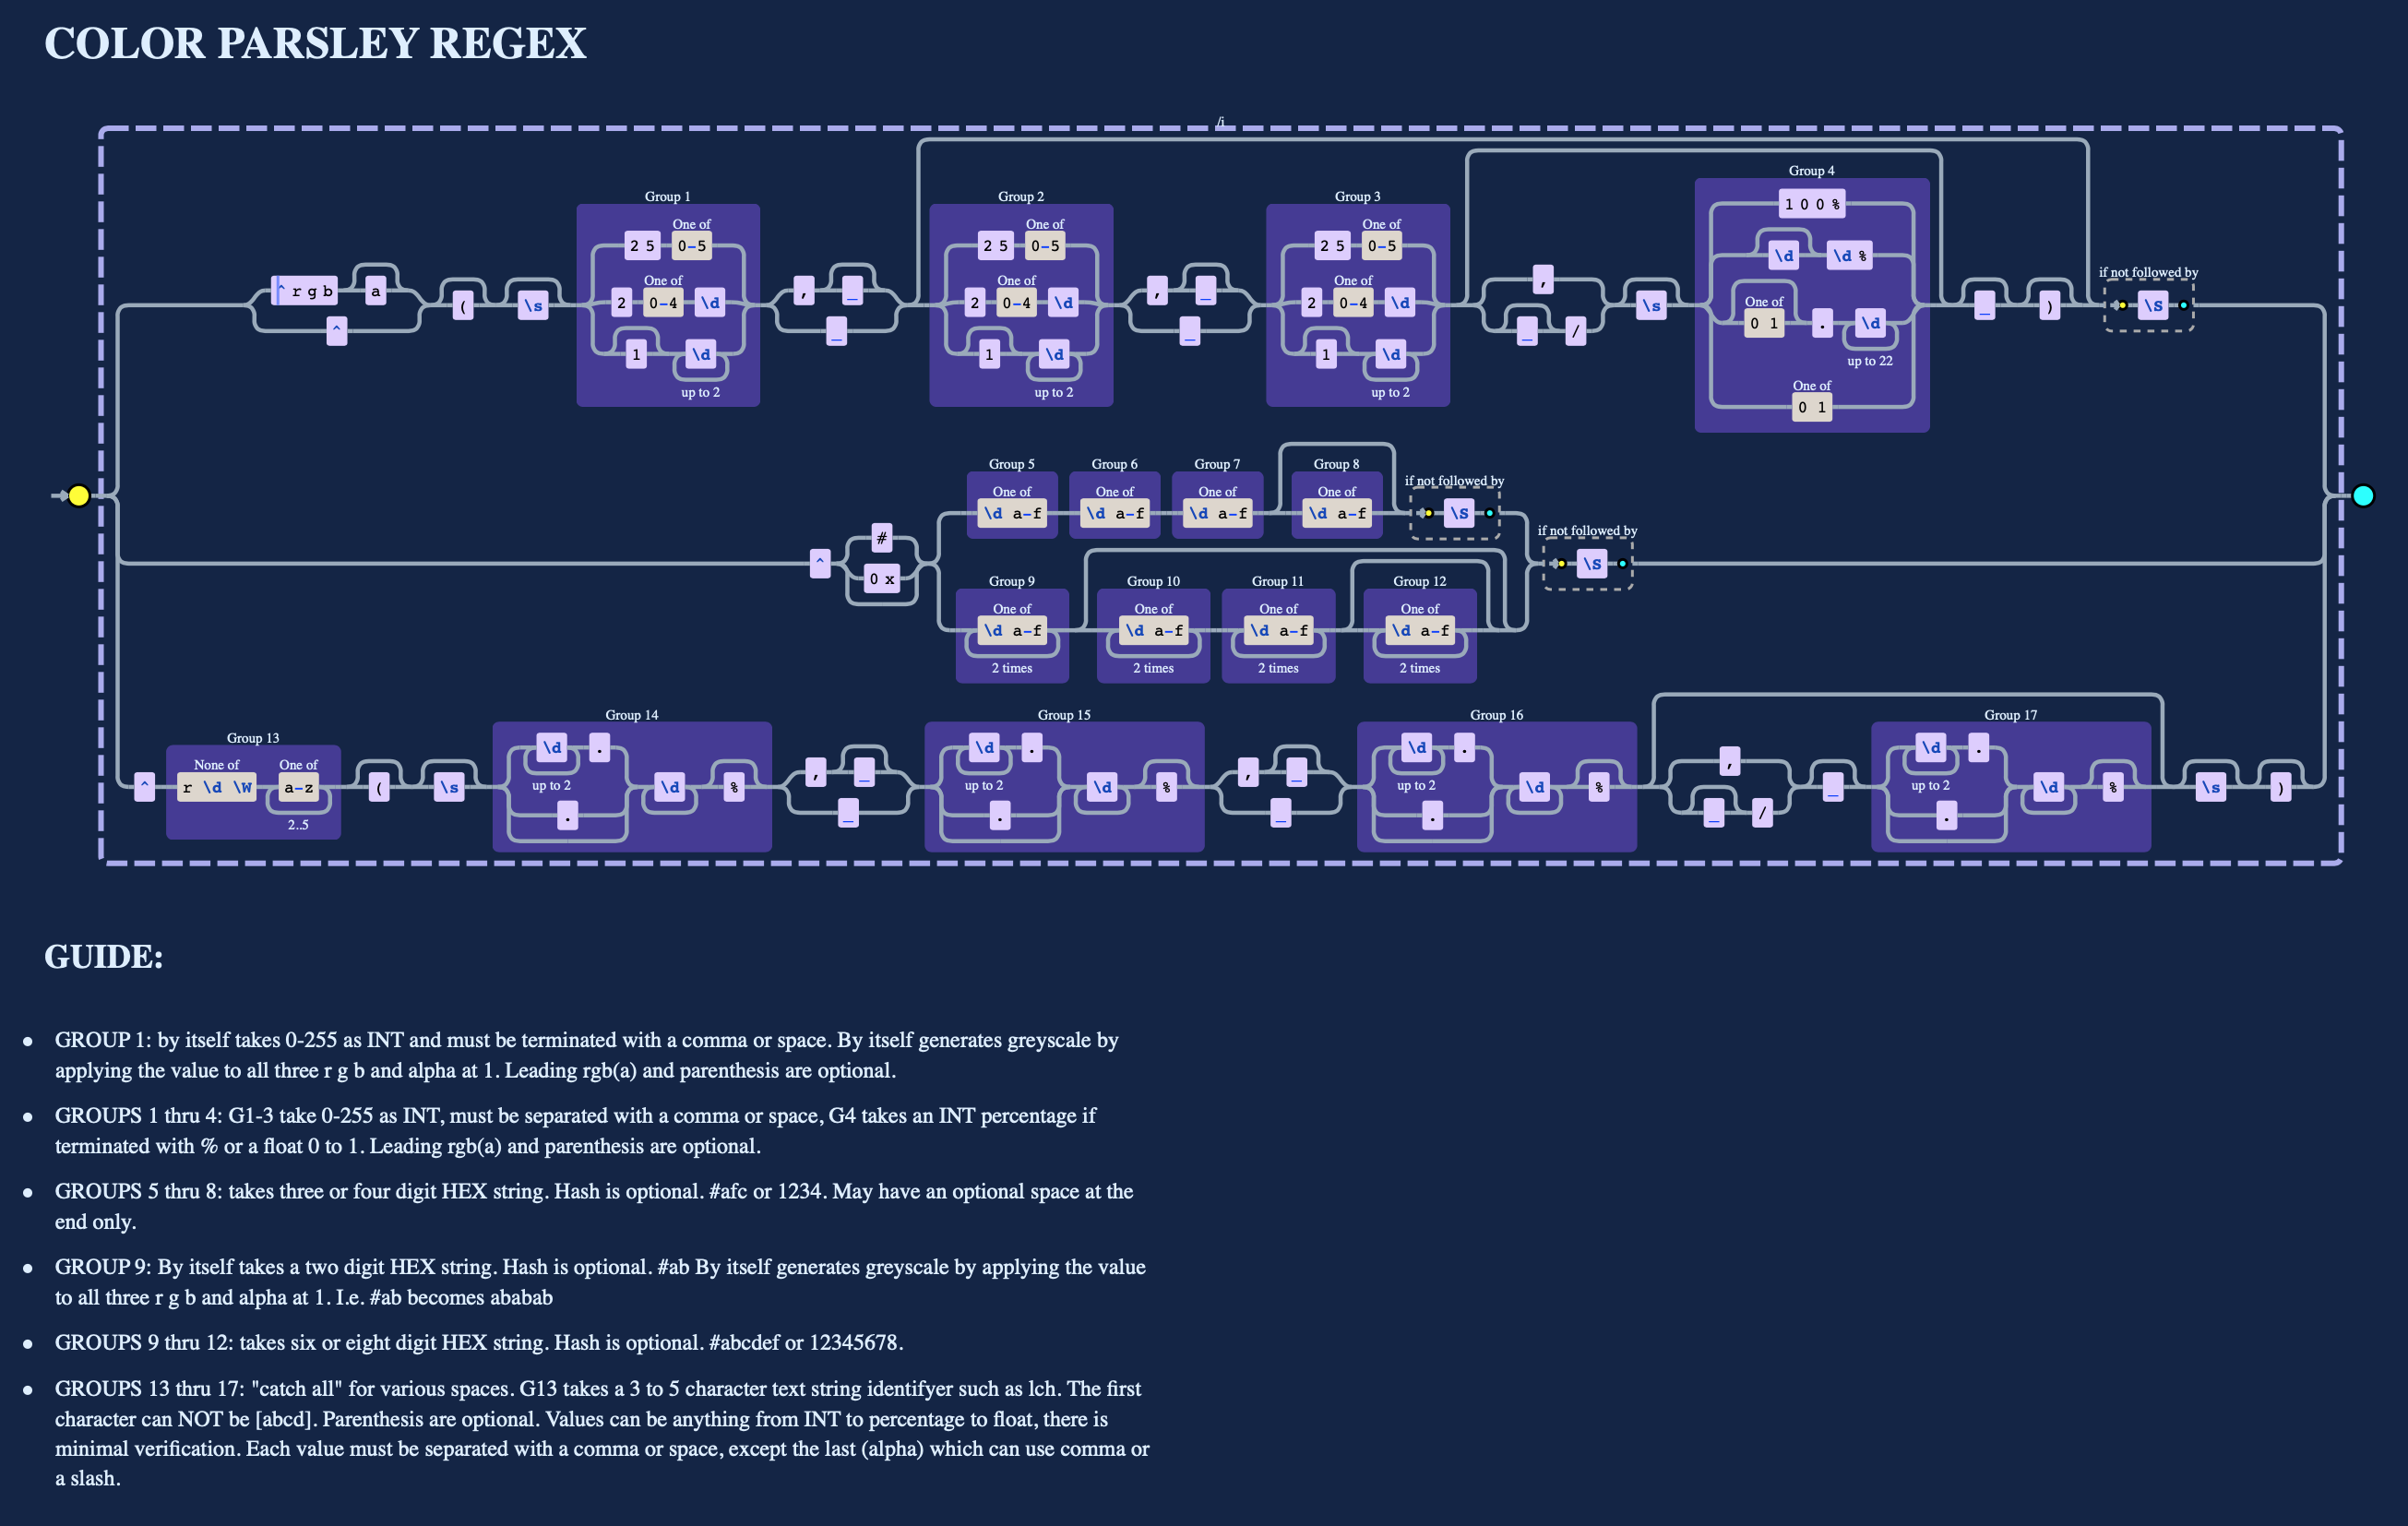 COLOR PARSLEY REGEX
/i
Group 1
One of
2 5 0-5
One of
2 0-4 \d
1 \d
up to 2
Group 2
One of
2 5 0-5
One of
2 0-4 \d
1 \d
up to 2
Group 3
One of
2 5 0-5
One of
2 0-4 \d
1 \d
up to 2
Group 4
1 0 0 %
\d \d %
One of
0 1 . \d
up to 22
One of
0 1
^ r g b a
^
( \s
, _
_
, _
_
,
_ /
\s
_ )
if not followed by
\S
Group 5
One of
\d a-f
Group 6
One of
\d a-f
Group 7
One of
\d a-f
Group 8
One of
\d a-f
if not followed by
\S
if not followed by
\S
^
#
0 x
Group 9
One of
\d a-f
2 times
Group 10
One of
\d a-f
2 times
Group 11
One of
\d a-f
2 times
Group 12
One of
\d a-f
2 times
^
Group 13
None of One of
r \d \W a-z
2..5
( \s
Group 14
\d .
up to 2
.
\d %
, _
_
Group 15
\d .
up to 2
.
\d %
, _
_
Group 16
\d .
up to 2
.
\d %
,
_ /
_
Group 17
\d .
up to 2
.
\d %
\s )
GUIDE:
GROUP 1: by itself takes 0-255 as INT and must be terminated with a comma or space. By itself generates greyscale by
applying the value to all three r g b and alpha at 1. Leading rgb(a) and parenthesis are optional.
GROUPS 1 thru 4: G1-3 take 0-255 as INT, must be separated with a comma or space, G4 takes an INT percentage if
terminated with % or a float 0 to 1. Leading rgb(a) and parenthesis are optional.
GROUPS 5 thru 8: takes three or four digit HEX string. Hash is optional. #afc or 1234. May have an optional space at the
end only.
GROUP 9: By itself takes a two digit HEX string. Hash is optional. #ab By itself generates greyscale by applying the value
to all three r g b and alpha at 1. I.e. #ab becomes ababab
GROUPS 9 thru 12: takes six or eight digit HEX string. Hash is optional. #abcdef or 12345678.
GROUPS 13 thru 17: "catch all" for various spaces. G13 takes a 3 to 5 character text string identifyer such as lch. The first
character can NOT be [abcd]. Parenthesis are optional. Values can be anything from INT to percentage to float, there is
minimal verification. Each value must be separated with a comma or space, except the last (alpha) which can use comma or
a slash.